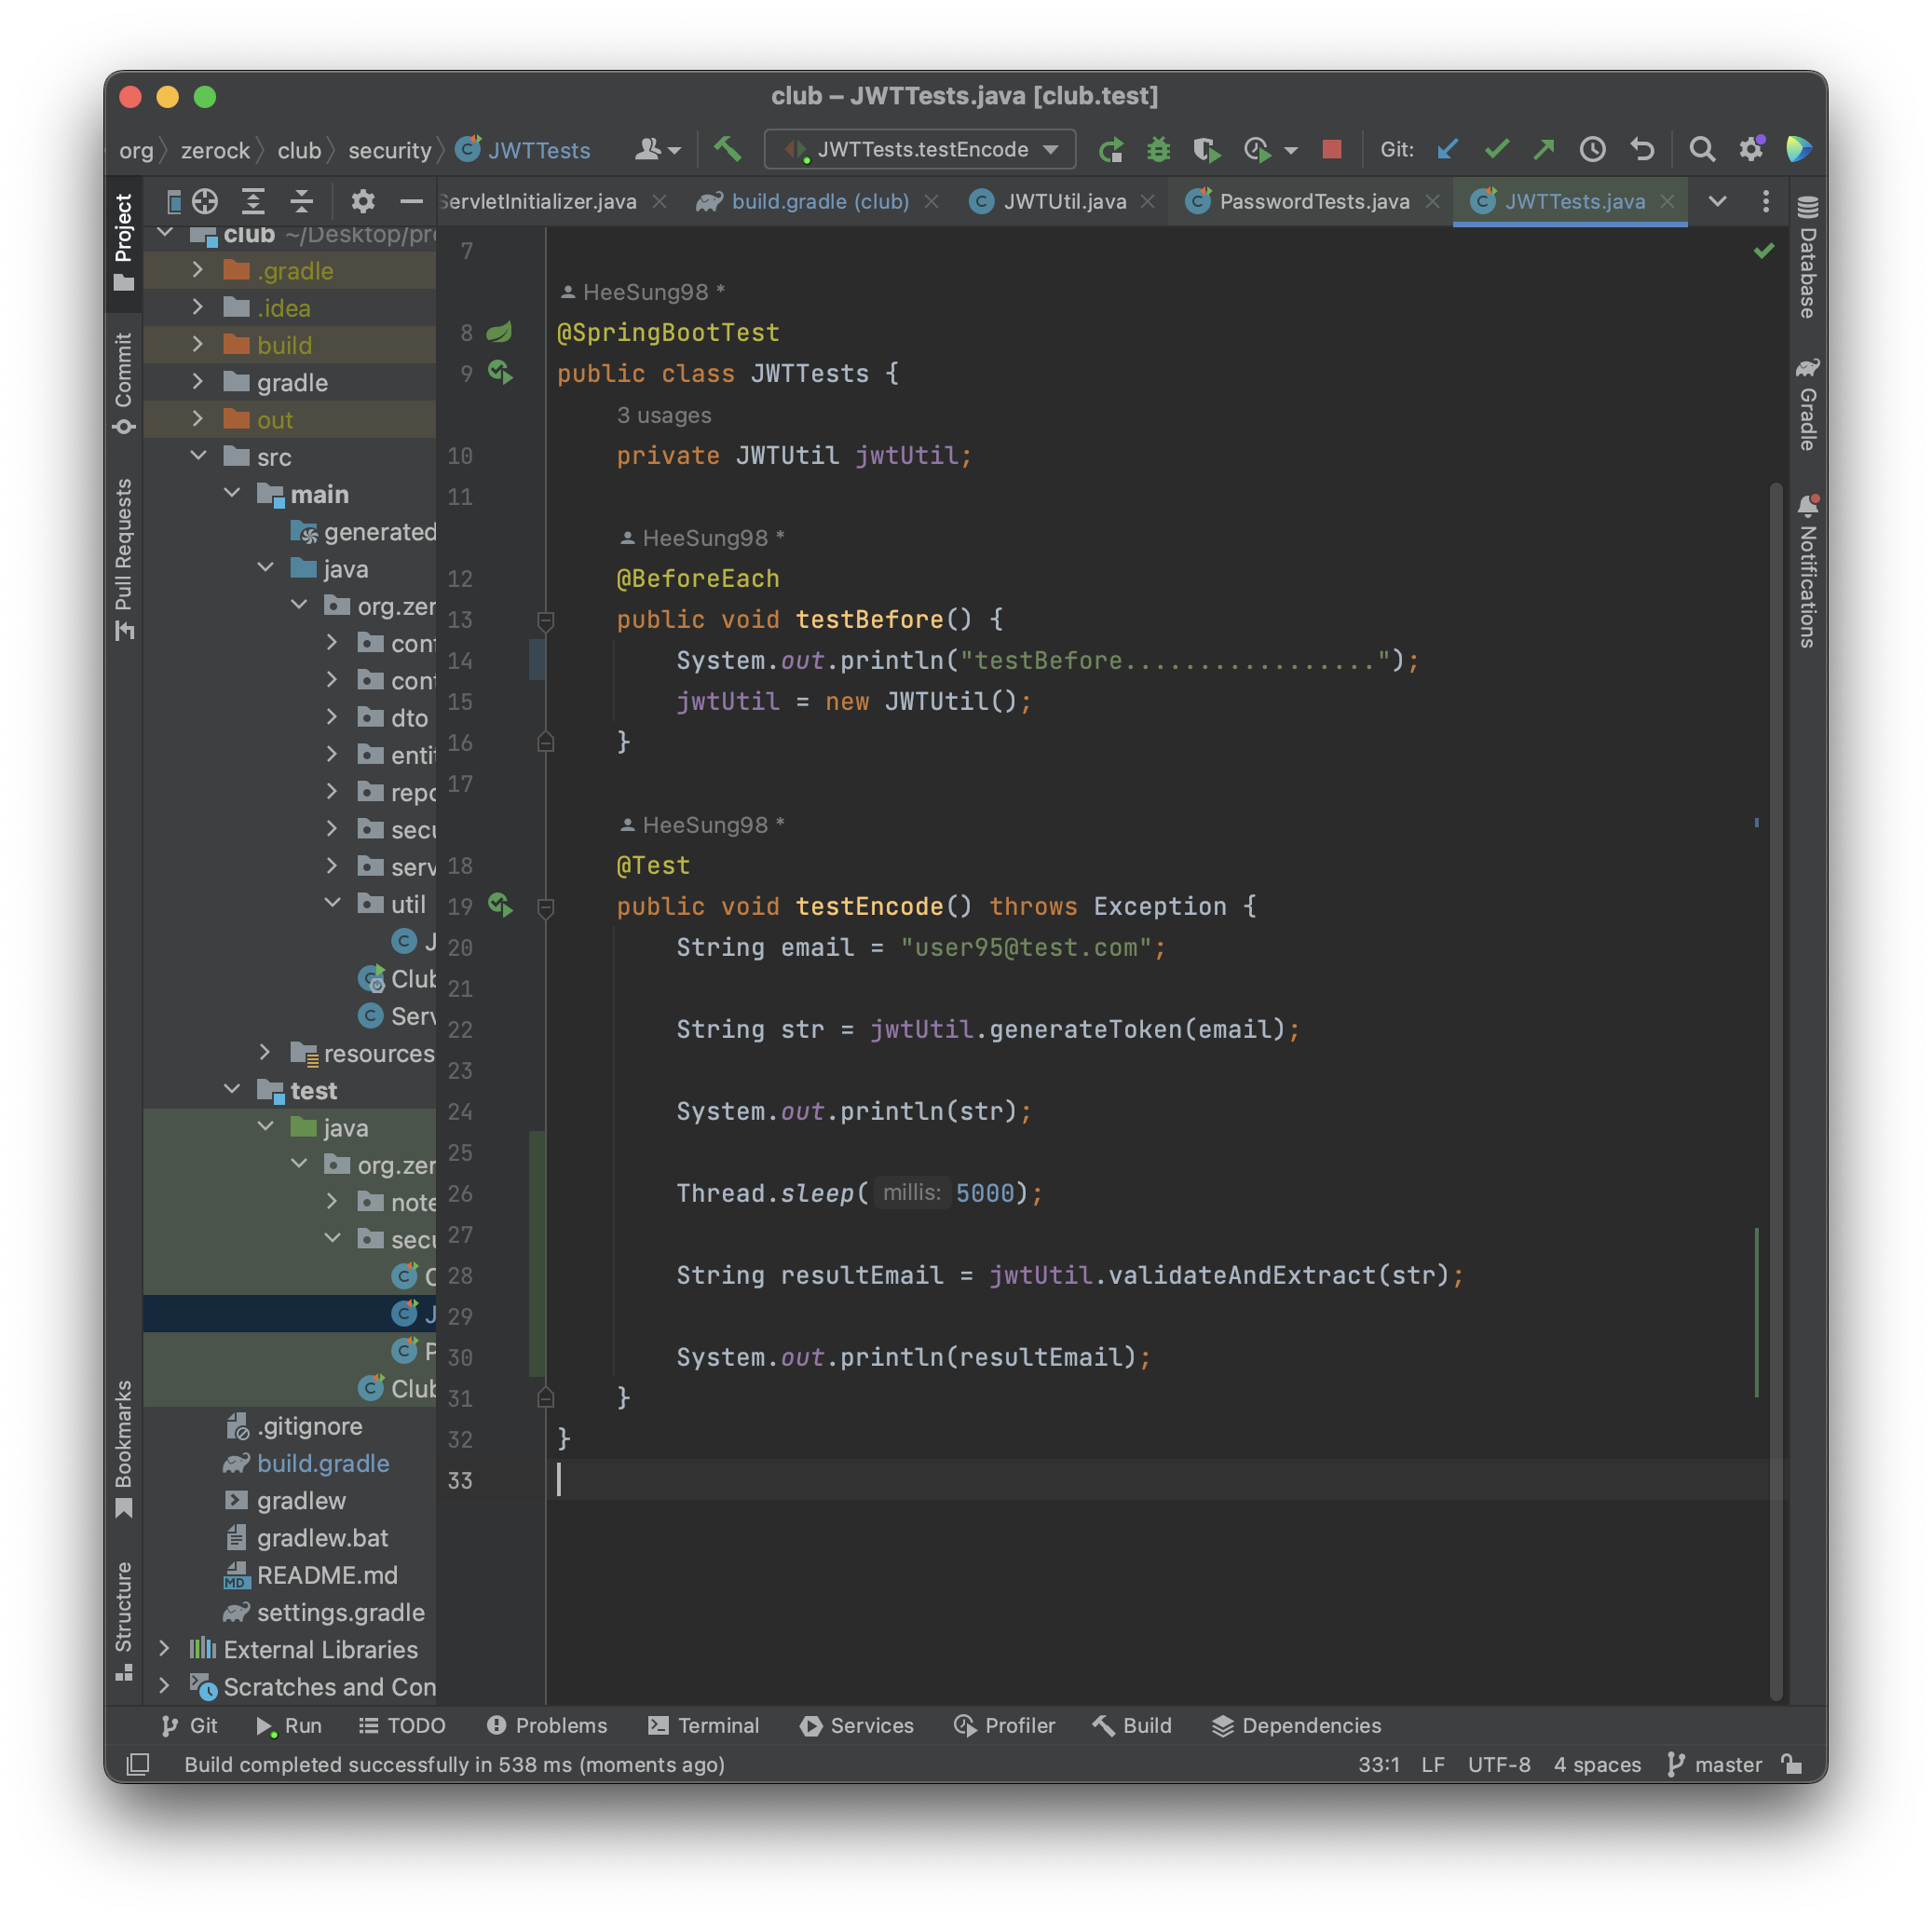 club – JWTTests.java [club.test]
org zerock club security JWTTests JWTTests.testEncode Git:
ServletInitializer.java build.gradle (club) JWTUtil.java PasswordTests.java JWTTests.java
Project
Commit
Pull Requests
Bookmarks
Structure
club ~/Desktop/pr
.gradle
.idea
build
gradle
out
src
main
generated
java
org.zer
conf
dto
entit
repo
secu
serv
util
J
Club
Serv
resources
test
java
org.zer
note
secu
C
J
P
Club
.gitignore
build.gradle
gradlew
gradlew.bat
README.md
settings.gradle
External Libraries
Scratches and Con
7
HeeSung98 *
8 @SpringBootTest
9 public class JWTTests {
3 usages
10 private JWTUtil jwtUtil;
11
HeeSung98 *
12 @BeforeEach
13 public void testBefore() {
14 System.out.println("testBefore.................");
15 jwtUtil = new JWTUtil();
16 }
17
HeeSung98 *
18 @Test
19 public void testEncode() throws Exception {
20 String email = "user95@test.com";
21
22 String str = jwtUtil.generateToken(email);
23
24 System.out.println(str);
25
26 Thread.sleep( millis: 5000);
27
28 String resultEmail = jwtUtil.validateAndExtract(str);
29
30 System.out.println(resultEmail);
31 }
32 }
33
Database
Gradle
Notifications
Git Run TODO Problems Terminal Services Profiler Build Dependencies
Build completed successfully in 538 ms (moments ago) 33:1 LF UTF-8 4 spaces master